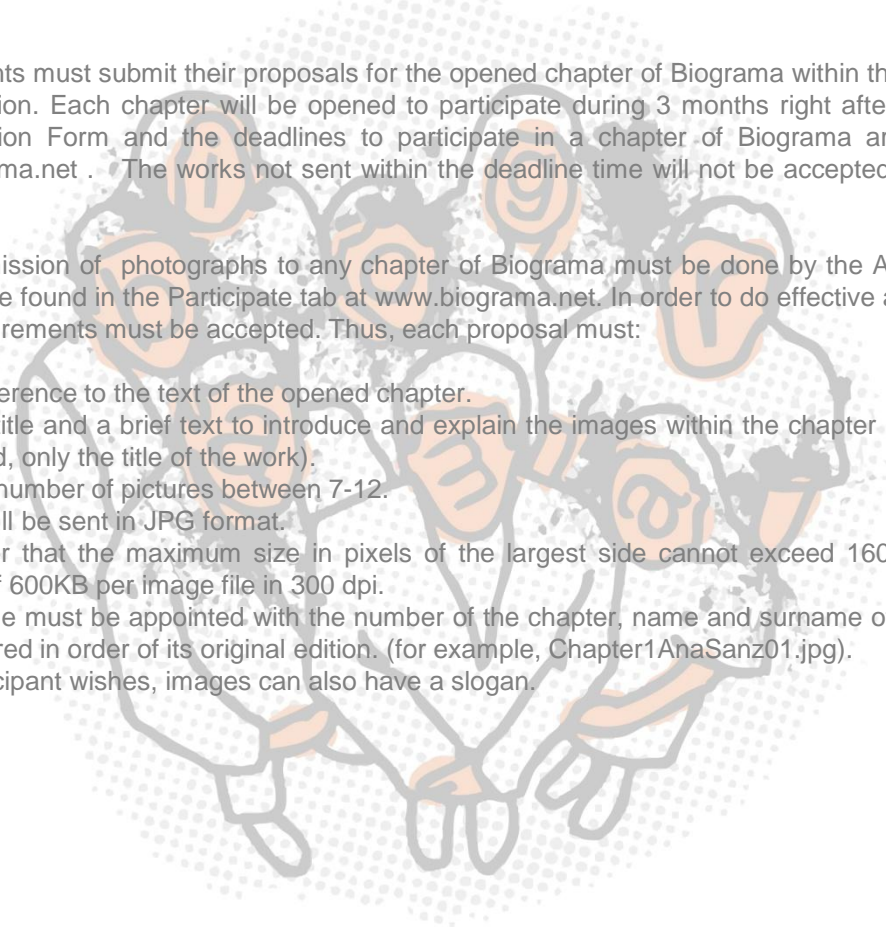 nts must submit their proposals for the opened chapter of Biograma within th
ion. Each chapter will be opened to participate during 3 months right afte
ion Form and the deadlines to participate in a chapter of Biograma ar
ma.net . The works not sent within the deadline time will not be accepted
ission of photographs to any chapter of Biograma must be done by the A
e found in the Participate tab at www.biograma.net. In order to do effective a
rements must be accepted. Thus, each proposal must:
erence to the text of the opened chapter.
itle and a brief text to introduce and explain the images within the chapter
d, only the title of the work).
number of pictures between 7-12.
ll be sent in JPG format.
r that the maximum size in pixels of the largest side cannot exceed 160
f 600KB per image file in 300 dpi.
e must be appointed with the number of the chapter, name and surname o
red in order of its original edition. (for example, Chapter1AnaSanz01.jpg).
cipant wishes, images can also have a slogan.
biograma